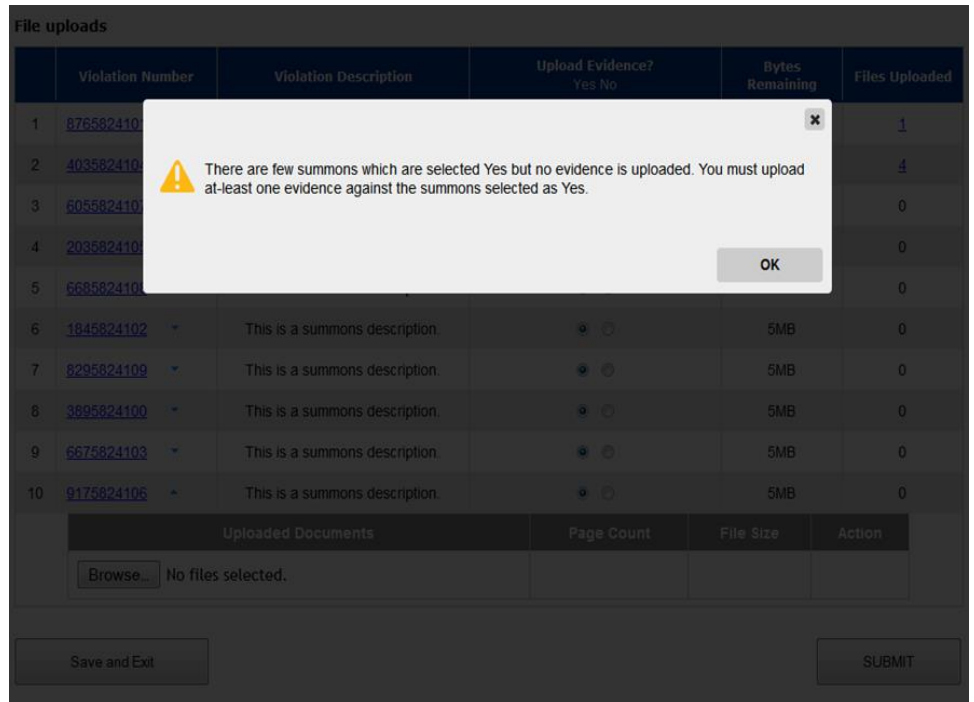 File uploads
Violation Number Violation Description Upload Evidence? Bytes Files Uploaded
Yes No Remaining
There are few summons which are selected Yes but no evidence is uploaded. You must upload
at-least one evidence against the summons selected as Yes.
OK
1 1
2 4
3 0
4 0
5 0
6 1845824102 This is a summons description. 5MB 0
7 8295824109 This is a summons description. 5MB 0
8 3895824100 This is a summons description. 5MB 0
9 6675824103 This is a summons description. 5MB 0
10 9175824106 This is a summons description. 5MB 0
Uploaded Documents Page Count File Size Action
Browse... No files selected.
Save and Exit SUBMIT